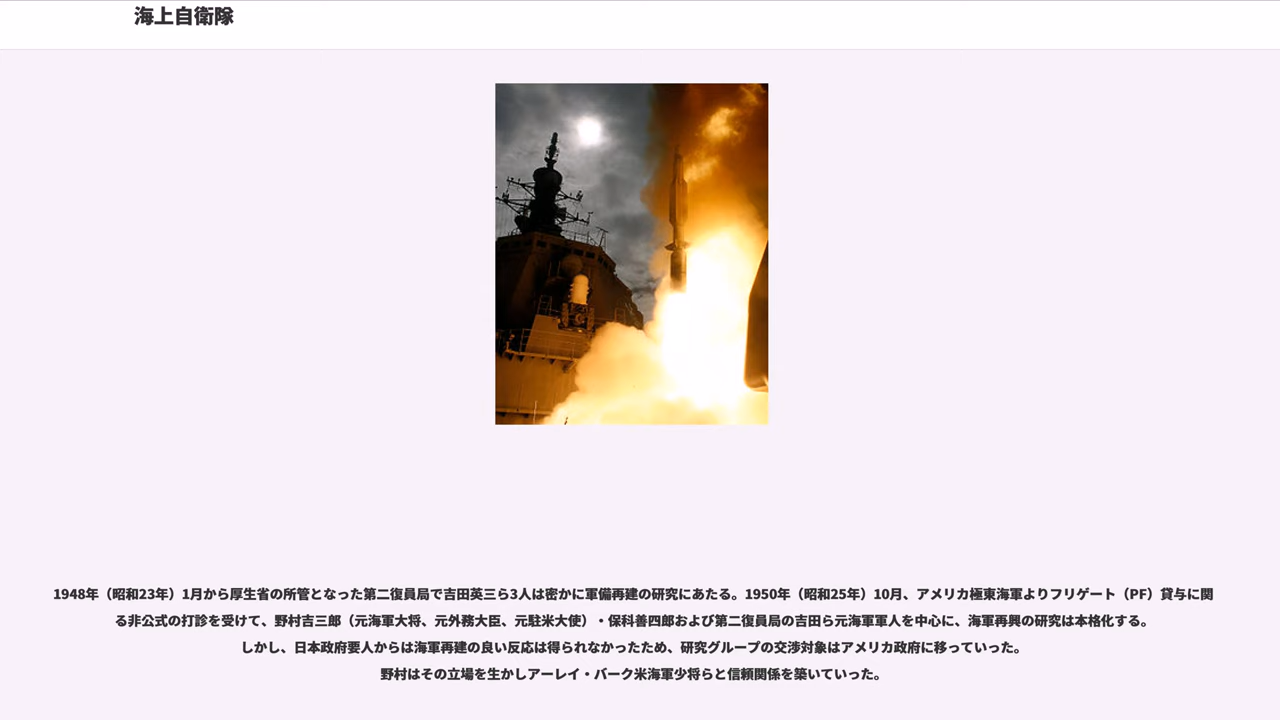 海上自衛隊
1948年（昭和23年）1月から厚生省の所管となった第二復員局で吉田英三ら3人は密かに軍備再建の研究にあたる。1950年（昭和25年）10月、アメリカ極東海軍よりフリゲート（PF）貸与に関
る非公式の打診を受けて、野村吉三郎（元海軍大将、元外務大臣、元駐米大使）・保科善四郎および第二復員局の吉田ら元海軍軍人を中心に、海軍再興の研究は本格化する。
しかし、日本政府要人からは海軍再建の良い反応は得られなかったため、研究グループの交渉対象はアメリカ政府に移っていった。
野村はその立場を生かしアーレイ・バーク米海軍少将らと信頼関係を築いていった。